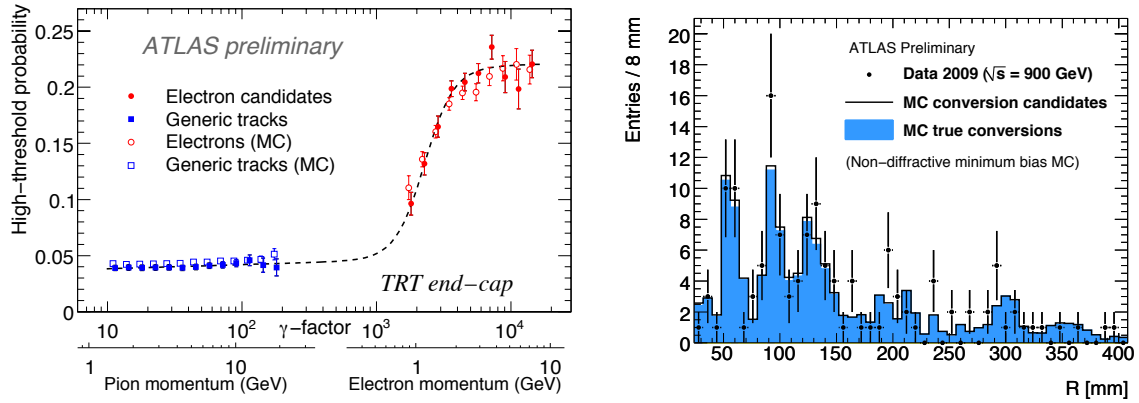 High−threshold probability
0.25
0.2
0.15
0.1
0.05
0
ATLAS preliminary
Electron candidates
Generic tracks
Electrons (MC)
Generic tracks (MC)
TRT end−cap
10 10² 10³ 10⁴
γ−factor
1 10 1 10
Pion momentum (GeV) Electron momentum (GeV)
Entries / 8 mm
20
18
16
14
12
10
8
6
4
2
0
ATLAS Preliminary
Data 2009 (√s = 900 GeV)
MC conversion candidates
MC true conversions
(Non-diffractive minimum bias MC)
50 100 150 200 250 300 350 400
R [mm]